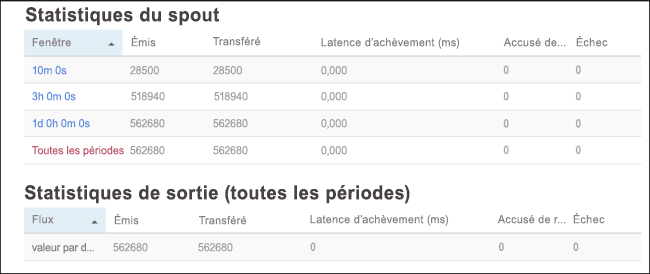 Statistiques du spout
Fenêtre Émis Transféré Latence d'achèvement (ms) Accusé de... Échec
10m 0s 28500 28500 0,000 0 0
3h 0m 0s 518940 518940 0,000 0 0
1d 0h 0m 0s 562680 562680 0,000 0 0
Toutes les périodes 562680 562680 0,000 0 0
Statistiques de sortie (toutes les périodes)
Flux Émis Transféré Latence d'achèvement (ms) Accusé de r... Échec
valeur par d... 562680 562680 0 0 0